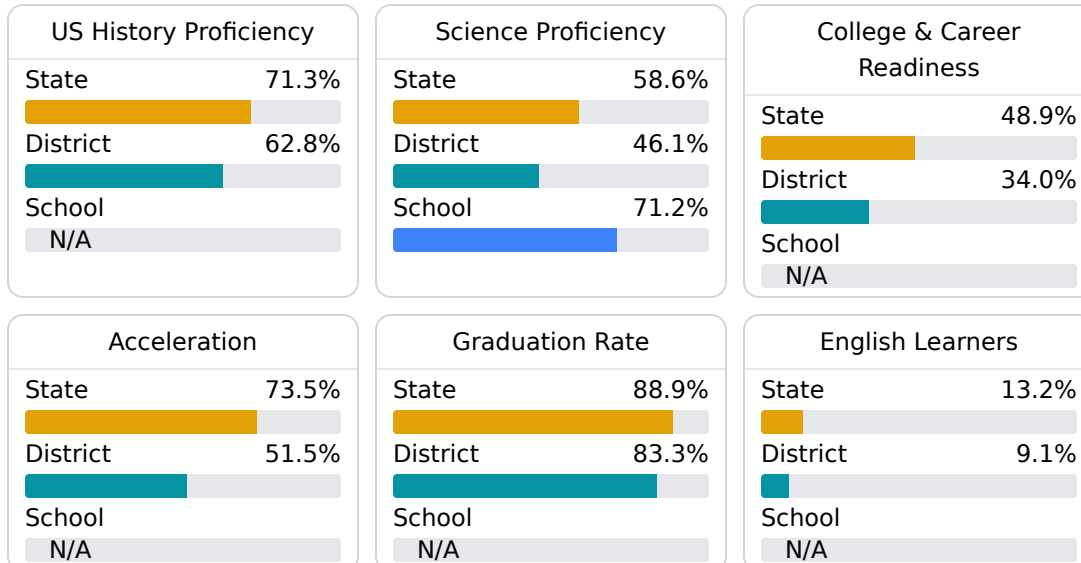 US History Proficiency
State 71.3%
District 62.8%
School
N/A
Science Proficiency
State 58.6%
District 46.1%
School 71.2%
College & Career
Readiness
State 48.9%
District 34.0%
School
N/A
Acceleration
State 73.5%
District 51.5%
School
N/A
Graduation Rate
State 88.9%
District 83.3%
School
N/A
English Learners
State 13.2%
District 9.1%
School
N/A